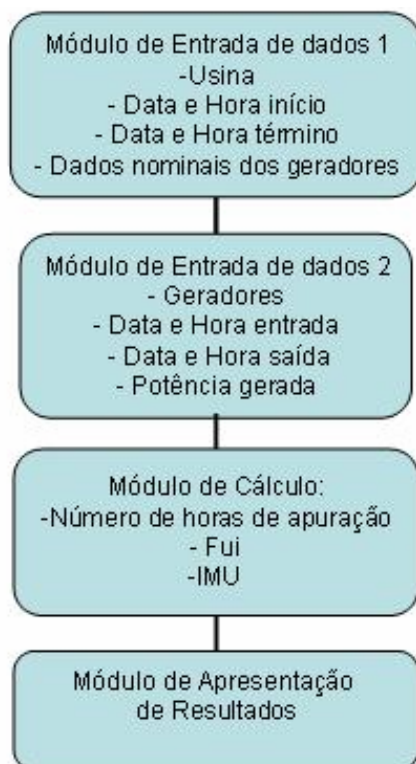 Módulo de Entrada de dados 1
-Usina
- Data e Hora início
- Data e Hora término
- Dados nominais dos geradores
Módulo de Entrada de dados 2
- Geradores
- Data e Hora entrada
- Data e Hora saída
- Potência gerada
Módulo de Cálculo:
-Número de horas de apuração
- Fui
-IMU
Módulo de Apresentação
de Resultados